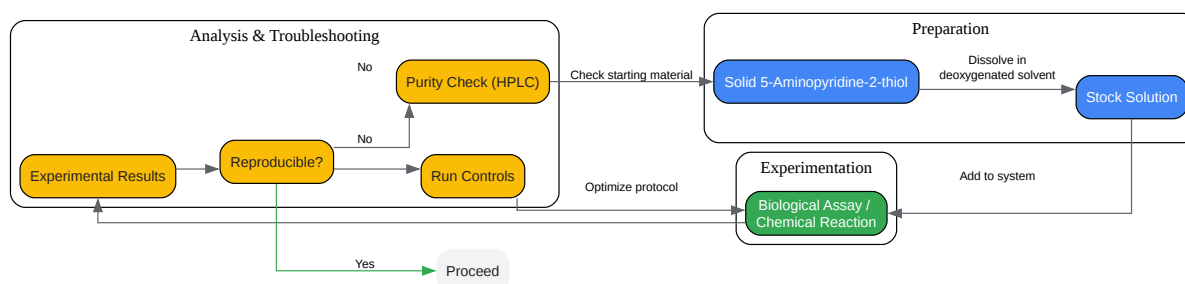 Analysis & Troubleshooting
No
Purity Check (HPLC)
No
Experimental Results
Reproducible?
Run Controls
Yes
Proceed
Check starting material
Optimize protocol
Preparation
Solid 5-Aminopyridine-2-thiol
Dissolve in
deoxygenated solvent
Stock Solution
Add to system
Experimentation
Biological Assay /
Chemical Reaction